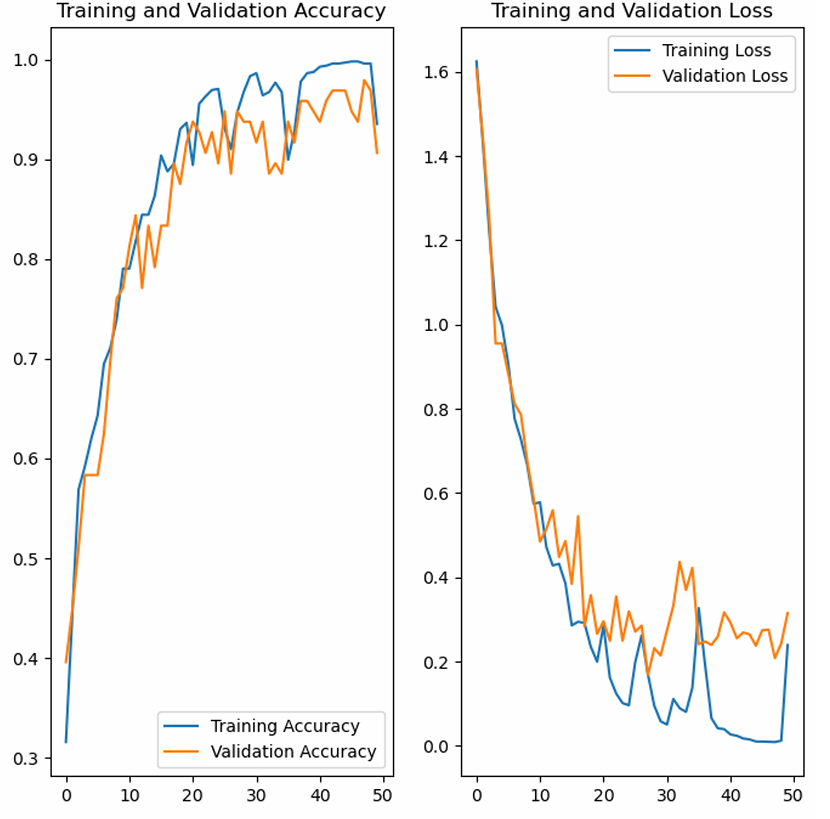 Training and Validation Accuracy
1.0
0.9
0.8
0.7
0.6
0.5
0.4
0.3
Training Accuracy
Validation Accuracy
0 10 20 30 40 50
Training and Validation Loss
Training Loss
Validation Loss
1.6
1.4
1.2
1.0
0.8
0.6
0.4
0.2
0.0
0 10 20 30 40 50